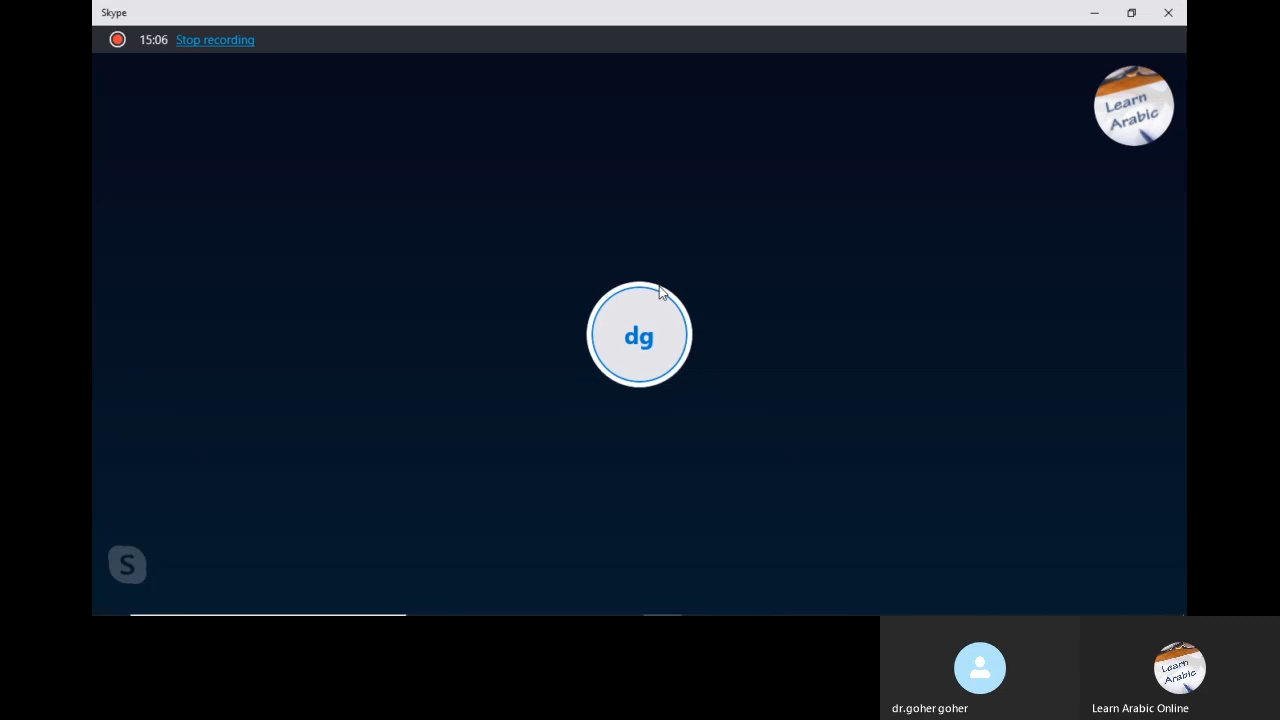 Skype
15:06 Stop recording
Learn
Arabic
dg
S
Learn
Arabic
dr.goher goher
Learn Arabic Online